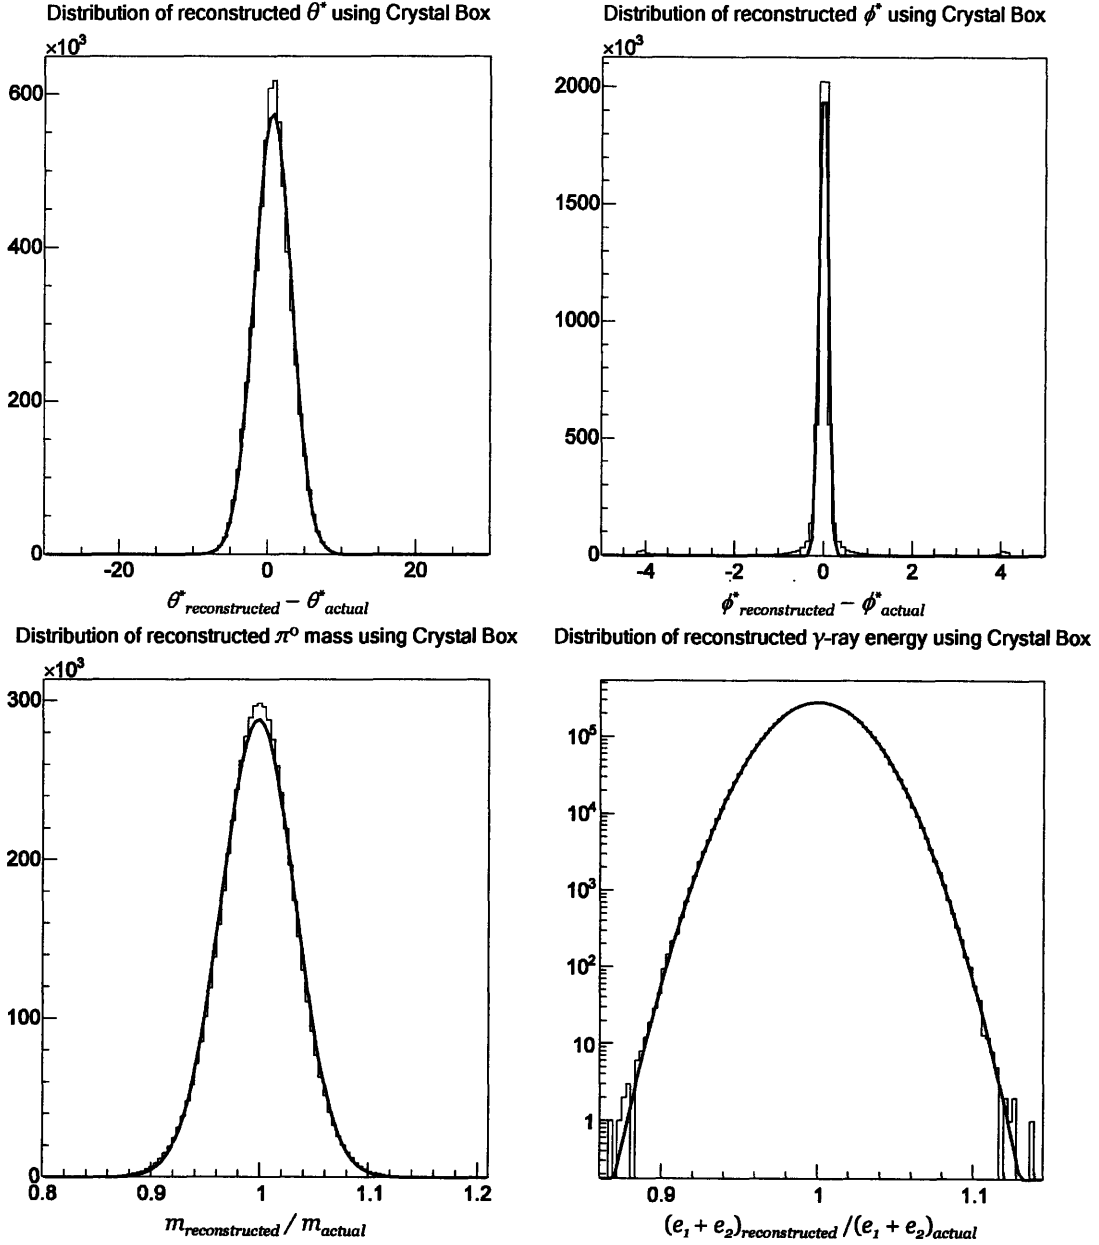 Distribution of reconstructed θ* using Crystal Box
×10³
600
400
200
0
-20 0 20
θ*reconstructed − θ*actual
Distribution of reconstructed ϕ* using Crystal Box
×10³
2000
1500
1000
500
0
-4 -2 0 2 4
ϕ*reconstructed − ϕ*actual
Distribution of reconstructed π⁰ mass using Crystal Box
×10³
300
200
100
0
0.8 0.9 1 1.1 1.2
mreconstructed / mactual
Distribution of reconstructed γ-ray energy using Crystal Box
10⁵
10⁴
10³
10²
10
1
0.9 1 1.1
(e₁ + e₂)reconstructed /(e₁ + e₂)actual